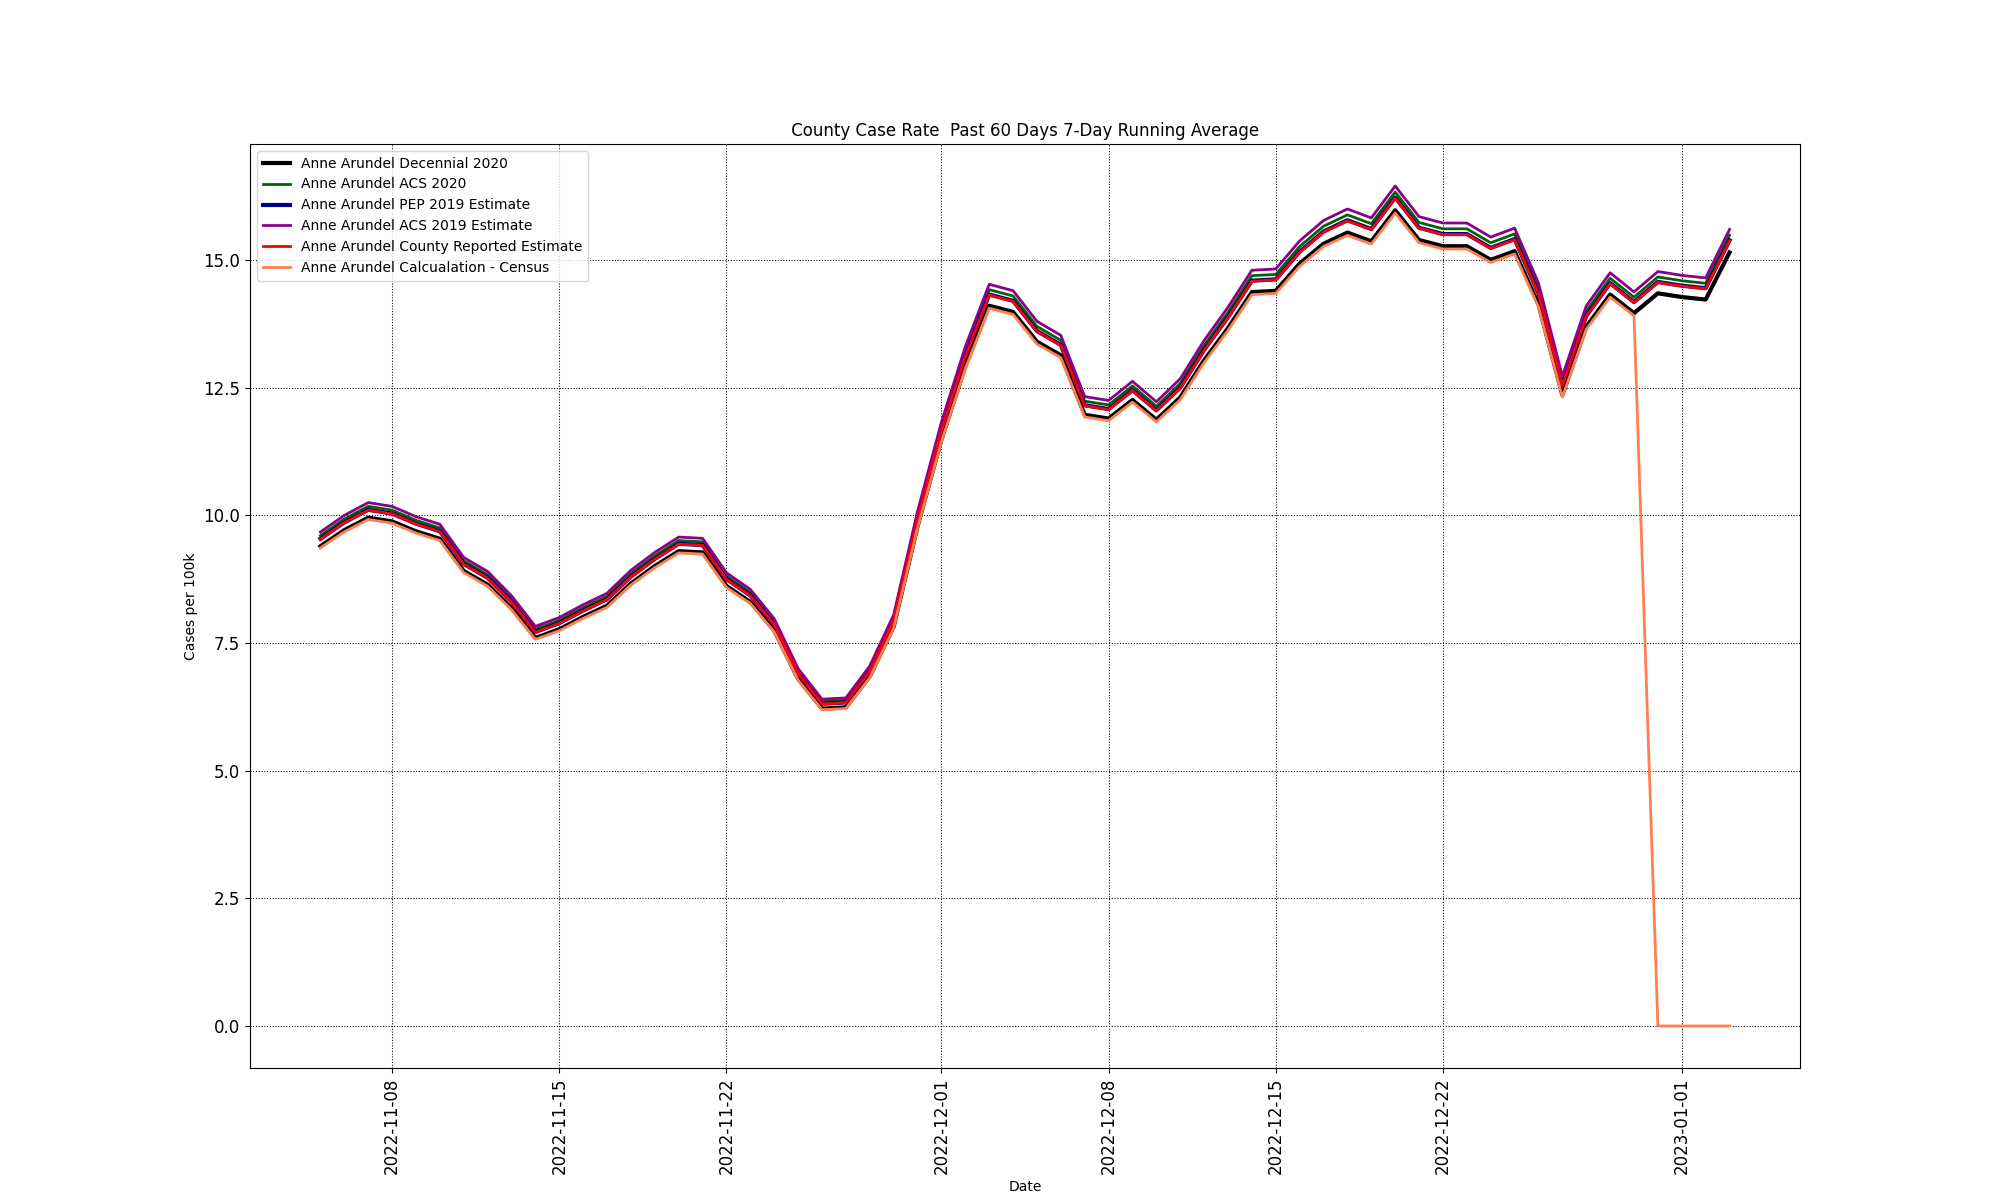 County Case Rate  Past 60 Days 7-Day Running Average
Anne Arundel Decennial 2020
Anne Arundel ACS 2020
Anne Arundel PEP 2019 Estimate
Anne Arundel ACS 2019 Estimate
Anne Arundel County Reported Estimate
Anne Arundel Calcualation - Census
15.0
12.5
10.0
7.5
5.0
2.5
0.0
Cases per 100k
2022-11-08
2022-11-15
2022-11-22
2022-12-01
2022-12-08
2022-12-15
2022-12-22
2023-01-01
Date